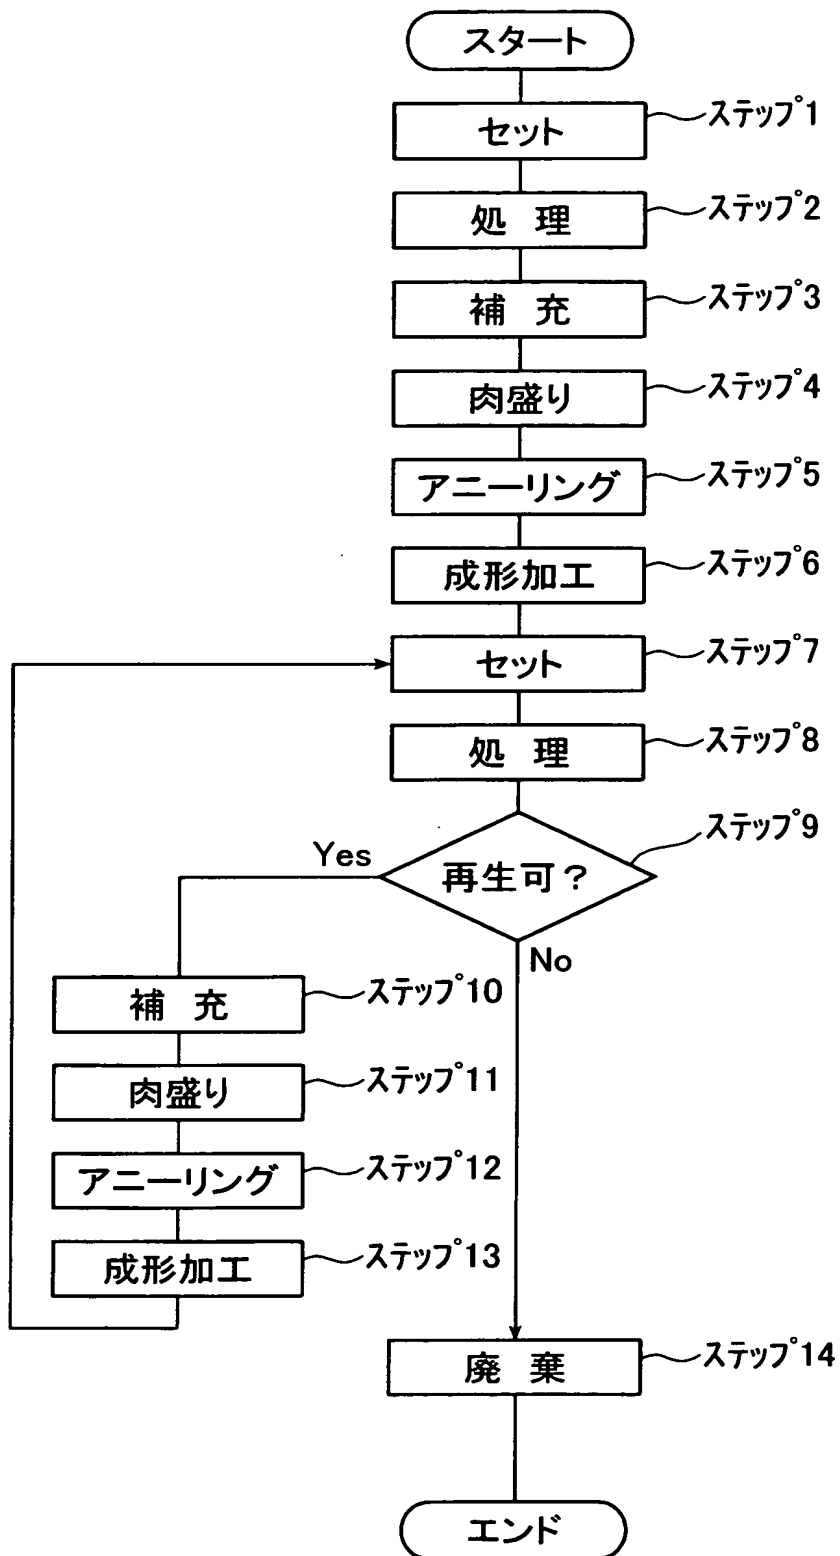 スタート
セット ステップ1
処 理 ステップ2
補 充 ステップ3
肉盛り ステップ4
アニーリング ステップ5
成形加工 ステップ6
セット ステップ7
処 理 ステップ8
再生可? ステップ9
Yes
No
補 充 ステップ10
肉盛り ステップ11
アニーリング ステップ12
成形加工 ステップ13
廃 棄 ステップ14
エンド